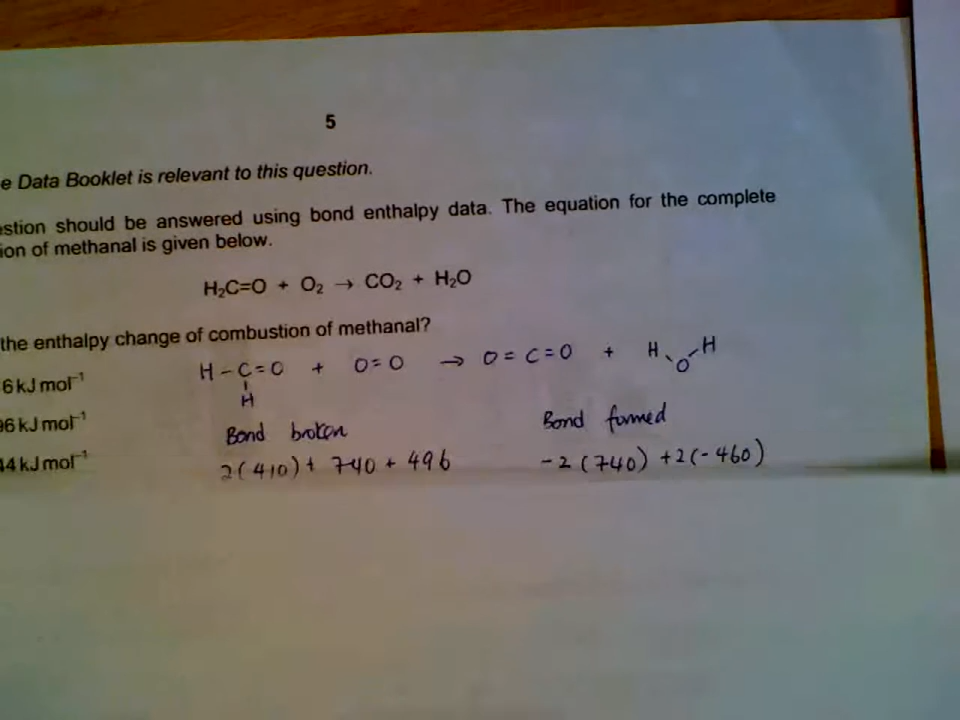 5
e Data Booklet is relevant to this question.
estion should be answered using bond enthalpy data. The equation for the complete
ion of methanal is given below.
H₂C=O + O₂ → CO₂ + H₂O
the enthalpy change of combustion of methanal?
H - C = O + O = O → O = C = O + H O H
H
6 kJ mol⁻¹
96 kJ mol⁻¹
Bond broken Bond formed
44 kJ mol⁻¹
2(410) + 740 + 496 -2(740) +2(-460)